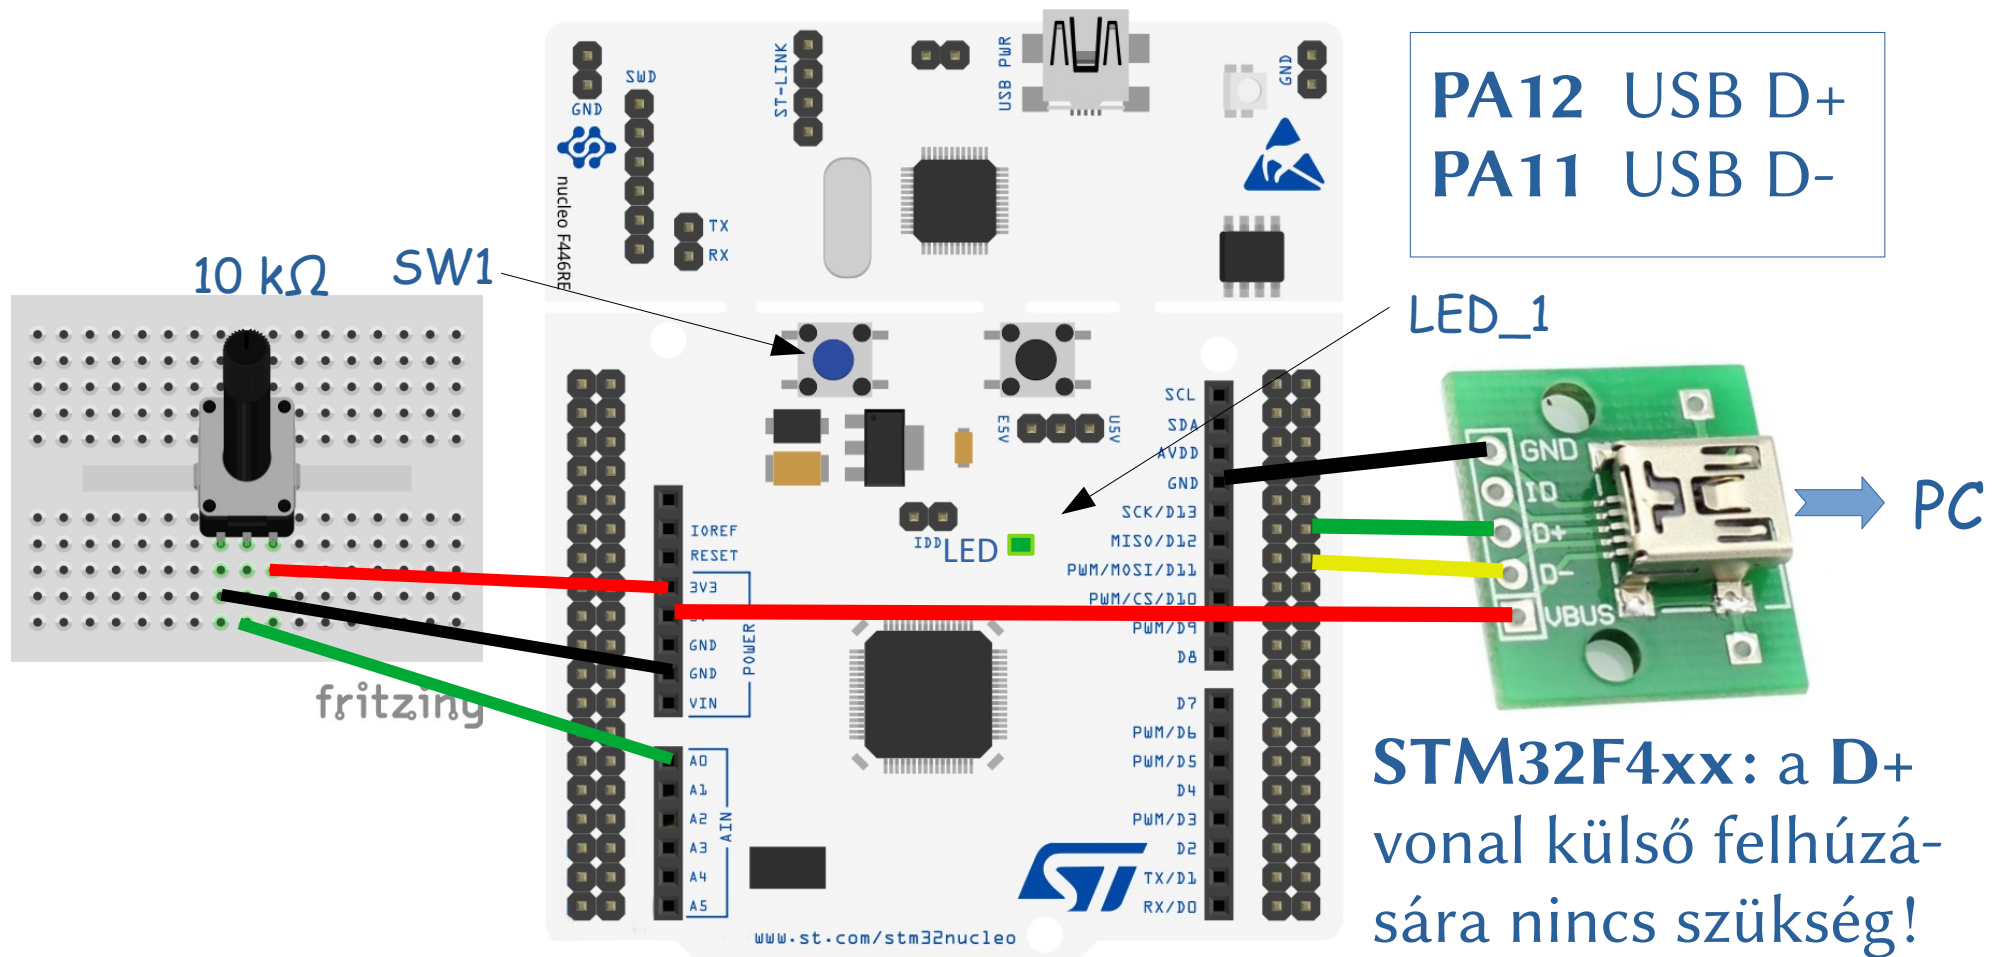 PA12 USB D+
PA11 USB D-
GND
SWD
ST-LINK
USB PWR
GND
nucleo F446RE
TX
RX
10 kΩ
SW1
LED_1
E5V
U5V
SCL
SDA
AVDD
GND
SCK/D13
MISO/D12
PWM/MOSI/D11
PWM/CS/D10
PWM/D9
D8
IOREF
RESET
3V3
GND
GND
VIN
POWER
IDD
LED
GND
ID
D+
D-
VBUS
PC
fritzing
A0
A1
A2
A3
A4
A5
AIN
D7
PWM/D6
PWM/D5
D4
PWM/D3
D2
TX/D1
RX/D0
ST
www.st.com/stm32nucleo
STM32F4xx: a D+
vonal külső felhúzá-
sára nincs szükség!